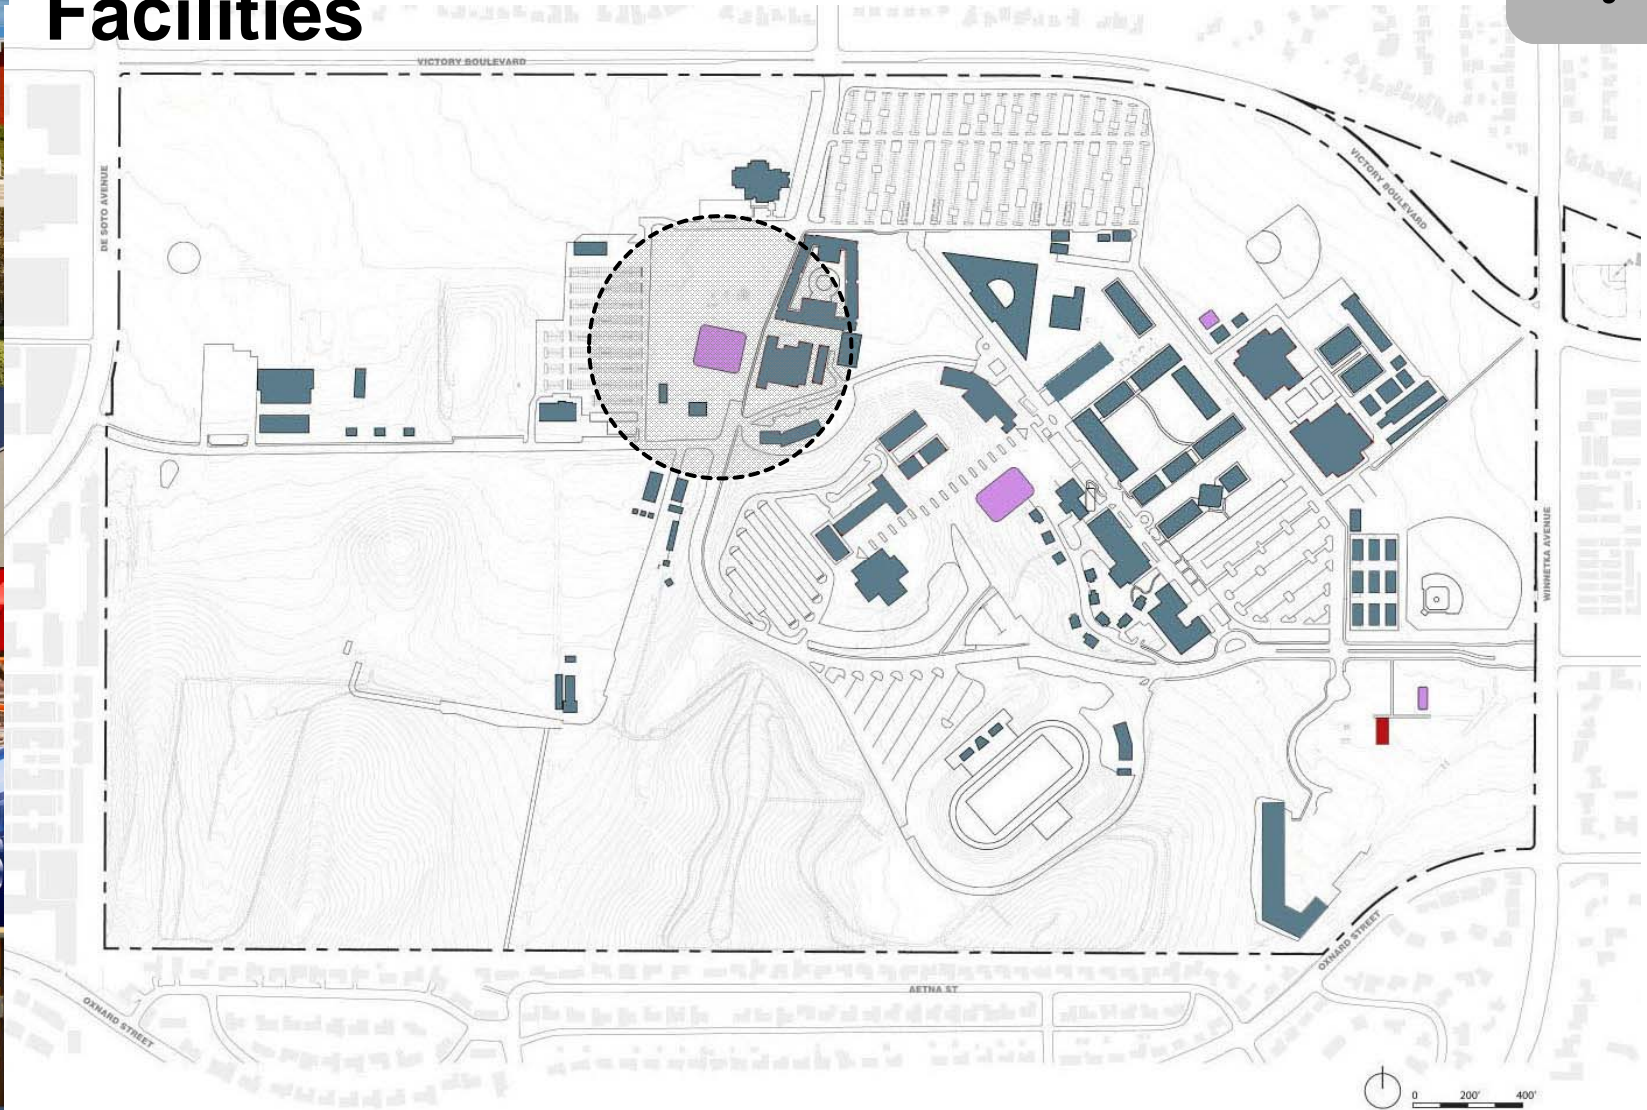 Facilities
VICTORY BOULEVARD
VICTORY BOULEVARD
DE SOTO AVENUE
WINNETKA AVENUE
OXNARD STREET
AETNA ST
OXNARD STREET
0 200' 400'